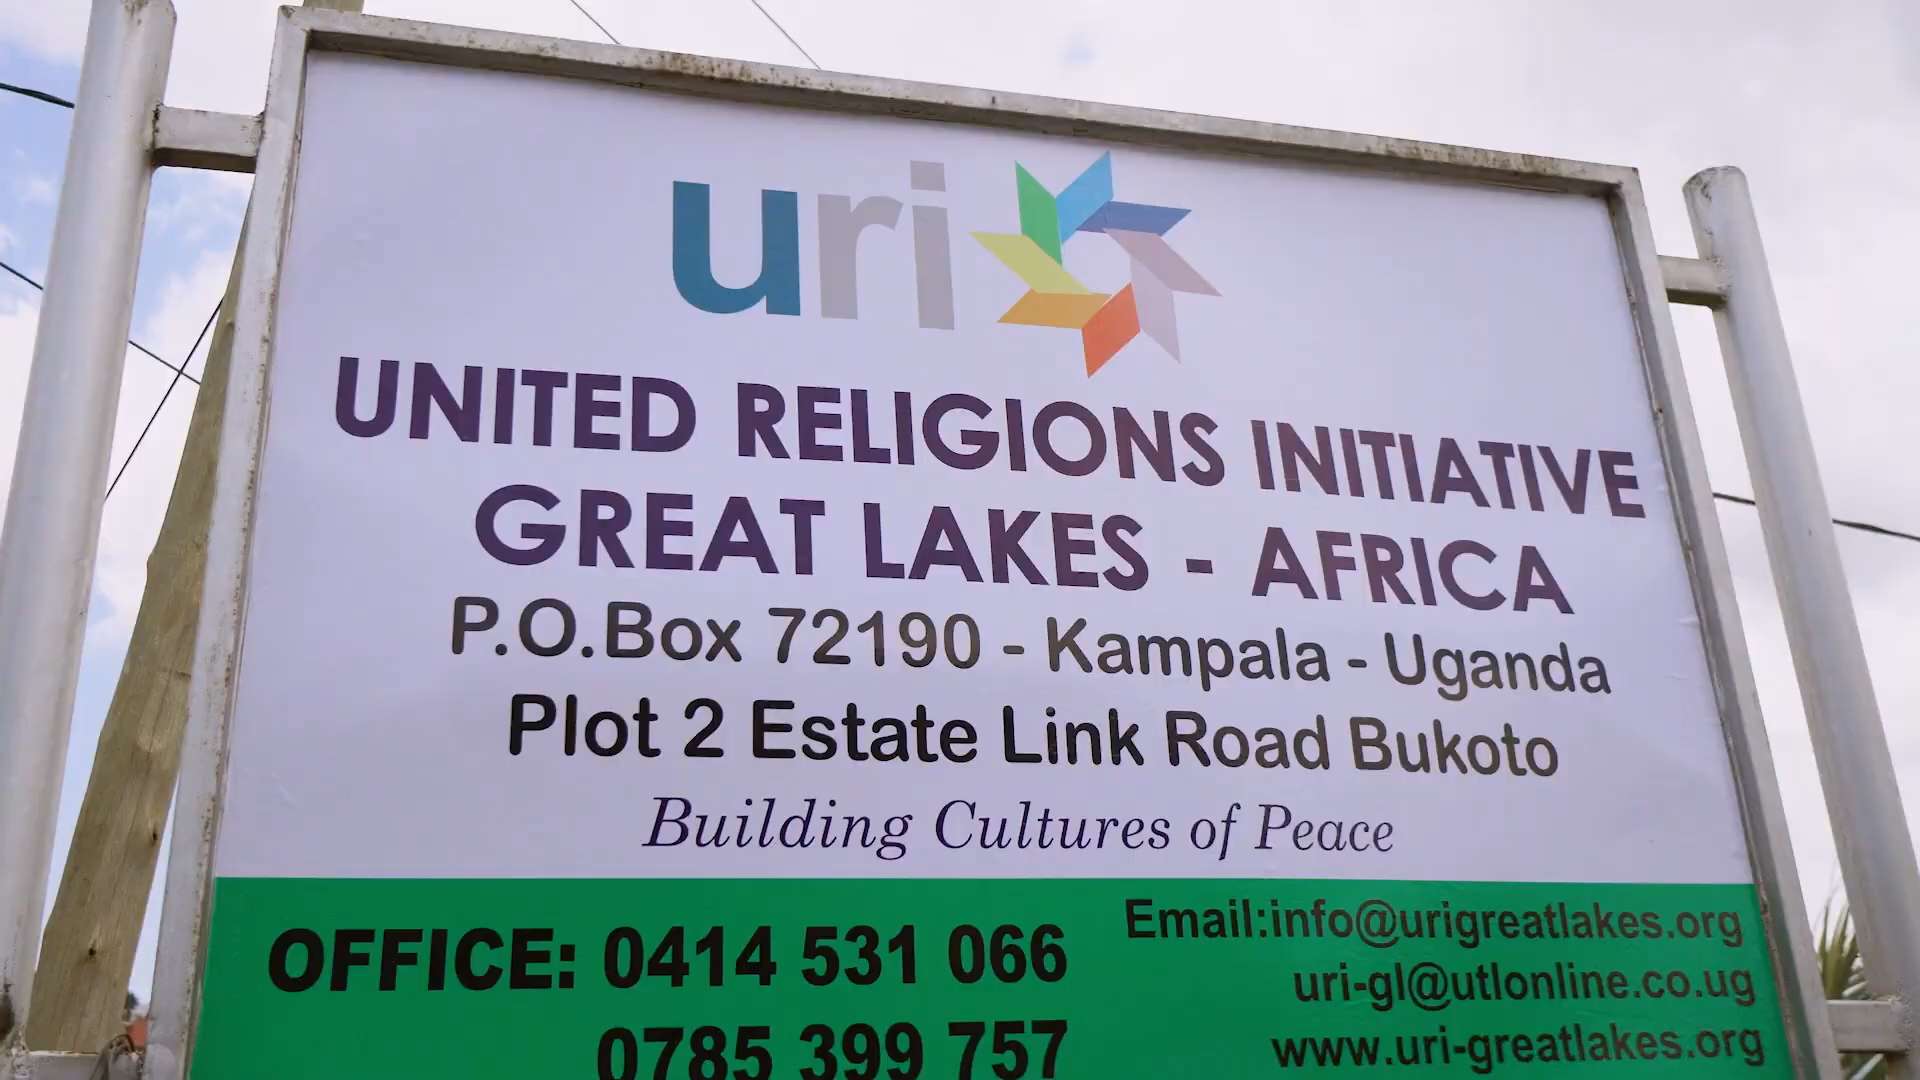 uri
UNITED RELIGIONS INITIATIVE
GREAT LAKES - AFRICA
P.O.Box 72190 - Kampala - Uganda
Plot 2 Estate Link Road Bukoto
Building Cultures of Peace
OFFICE: 0414 531 066
0785 399 757
Email:info@urigreatlakes.org
uri-gl@utlonline.co.ug
www.uri-greatlakes.org